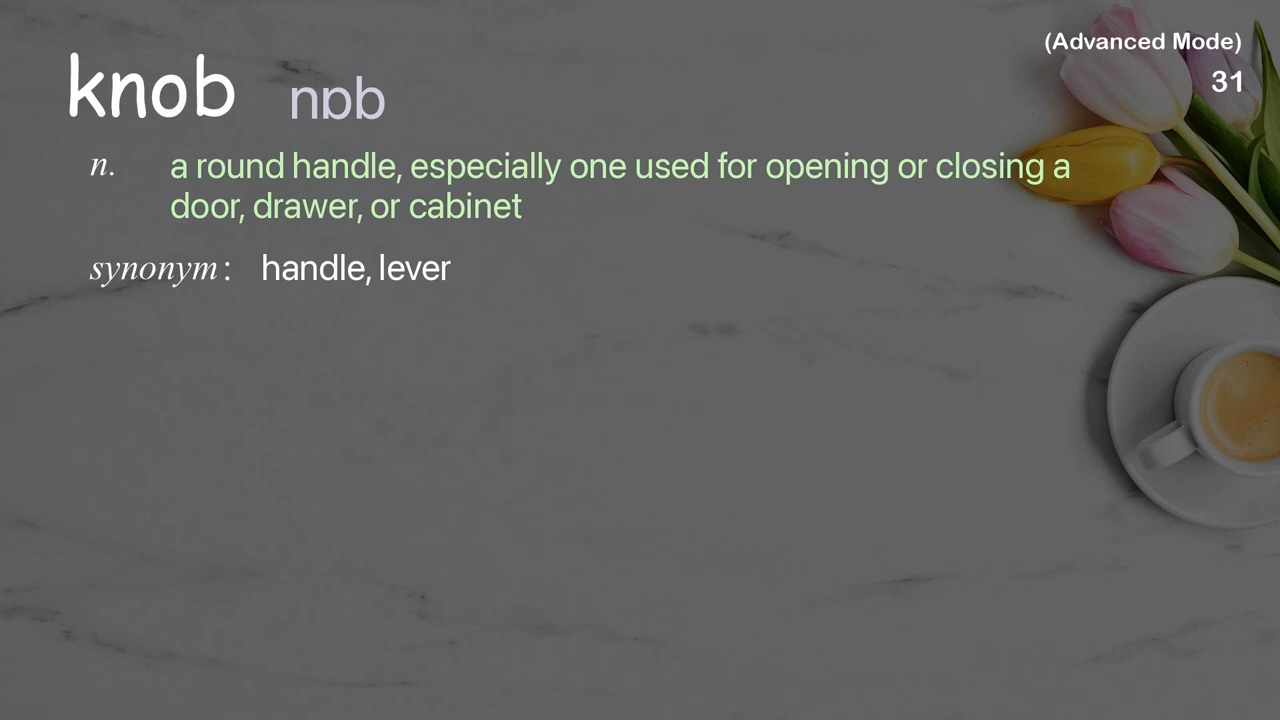 (Advanced Mode)
31
knob nɒb
n. a round handle, especially one used for opening or closing a
door, drawer, or cabinet
synonym : handle, lever